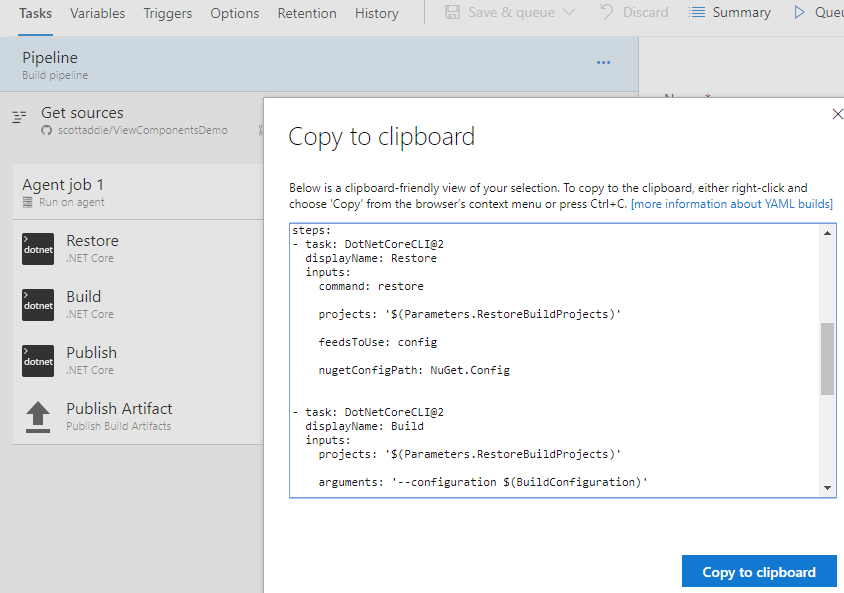 Tasks Variables Triggers Options Retention History Save & queue Discard Summary
Pipeline
Build pipeline
Get sources
scottaddie/ViewComponentsDemo
Agent job 1
Run on agent
dotnet
Restore
.NET Core
dotnet
Build
.NET Core
dotnet
Publish
.NET Core
Publish Artifact
Publish Build Artifacts
Copy to clipboard
Below is a clipboard-friendly view of your selection. To copy to the clipboard, either right-click and
choose 'Copy' from the browser's context menu or press Ctrl+C. [more information about YAML builds]
steps:
- task: DotNetCoreCLI@2
displayName: Restore
inputs:
command: restore
projects: '$(Parameters.RestoreBuildProjects)'
feedsToUse: config
nugetConfigPath: NuGet.Config
- task: DotNetCoreCLI@2
displayName: Build
inputs:
projects: '$(Parameters.RestoreBuildProjects)'
arguments: '--configuration $(BuildConfiguration)'
Copy to clipboard